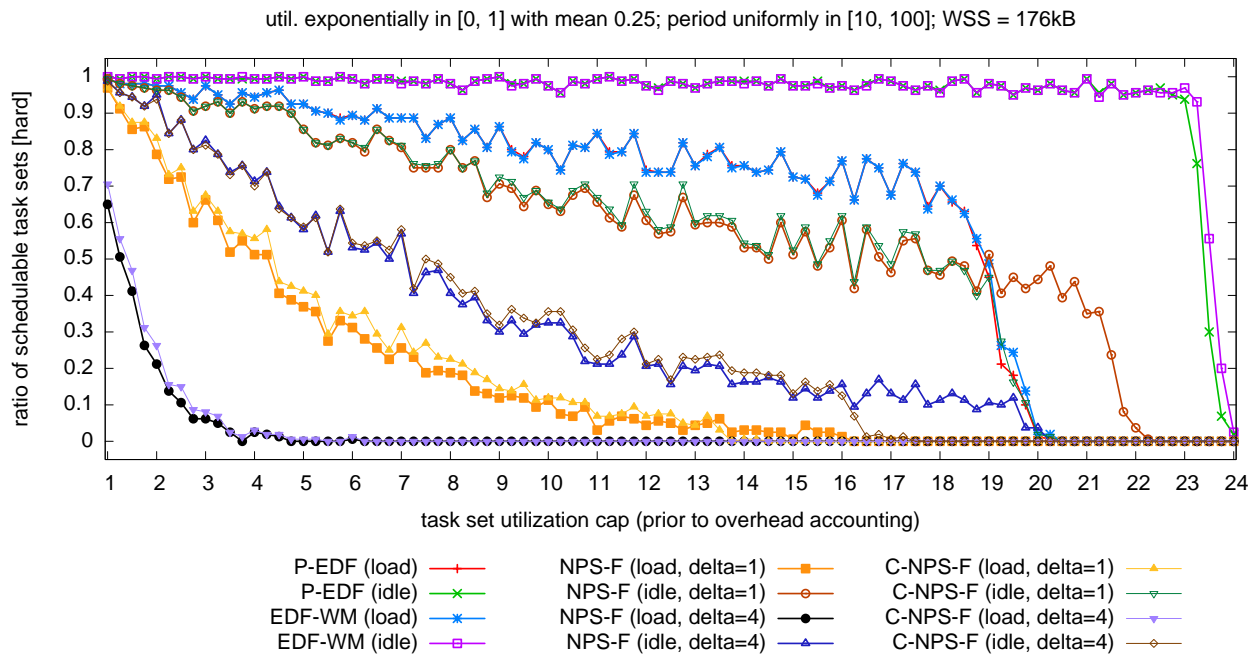 util. exponentially in [0, 1] with mean 0.25; period uniformly in [10, 100]; WSS = 176kB
ratio of schedulable task sets [hard]
1
0.9
0.8
0.7
0.6
0.5
0.4
0.3
0.2
0.1
0
1 2 3 4 5 6 7 8 9 10 11 12 13 14 15 16 17 18 19 20 21 22 23 24
task set utilization cap (prior to overhead accounting)
P-EDF (load) NPS-F (load, delta=1) C-NPS-F (load, delta=1)
P-EDF (idle) NPS-F (idle, delta=1) C-NPS-F (idle, delta=1)
EDF-WM (load) NPS-F (load, delta=4) C-NPS-F (load, delta=4)
EDF-WM (idle) NPS-F (idle, delta=4) C-NPS-F (idle, delta=4)